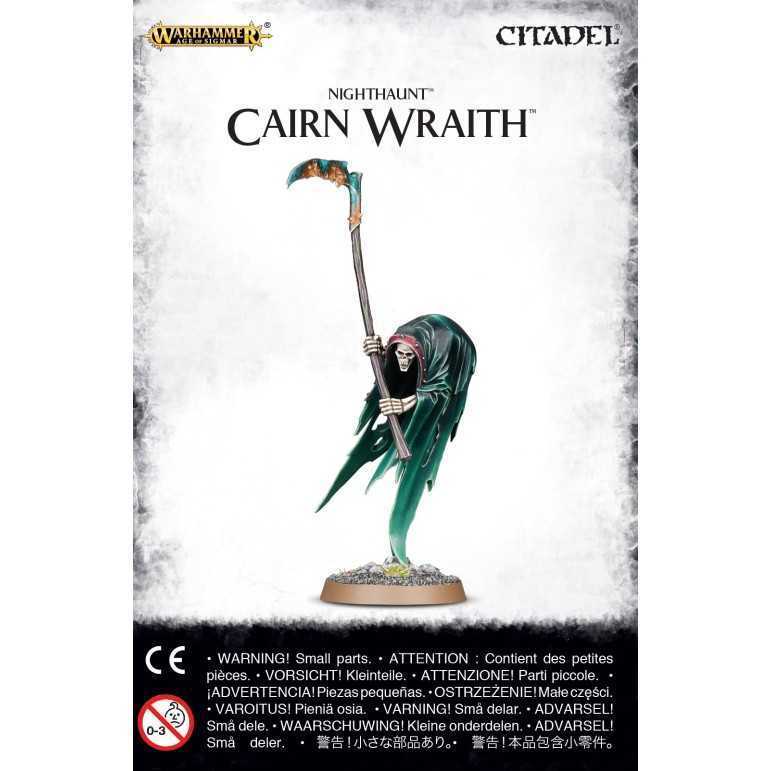 WARHAMMER®
AGE OF SIGMAR
CITADEL®
NIGHTHAUNT™
CAIRN WRAITH™
CE
• WARNING! Small parts. • ATTENTION : Contient des petites
pièces. • VORSICHT! Kleinteile. • ATTENZIONE! Parti piccole. •
¡ADVERTENCIA! Piezas pequeñas. • OSTRZEŻENIE! Małe części.
• VAROITUS! Pieniä osia. • VARNING! Små delar. • ADVARSEL!
Små dele. • WAARSCHUWING! Kleine onderdelen. • ADVARSEL!
Små deler. • 警告！小さな部品あり。• 警告！本品包含小零件。
0-3